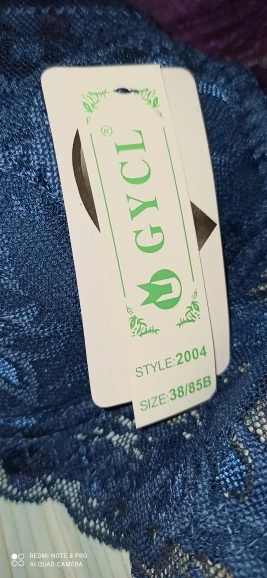 GYCL®
STYLE:2004
SIZE:38/85B
REDMI NOTE 8 PRO
AI QUAD CAMERA